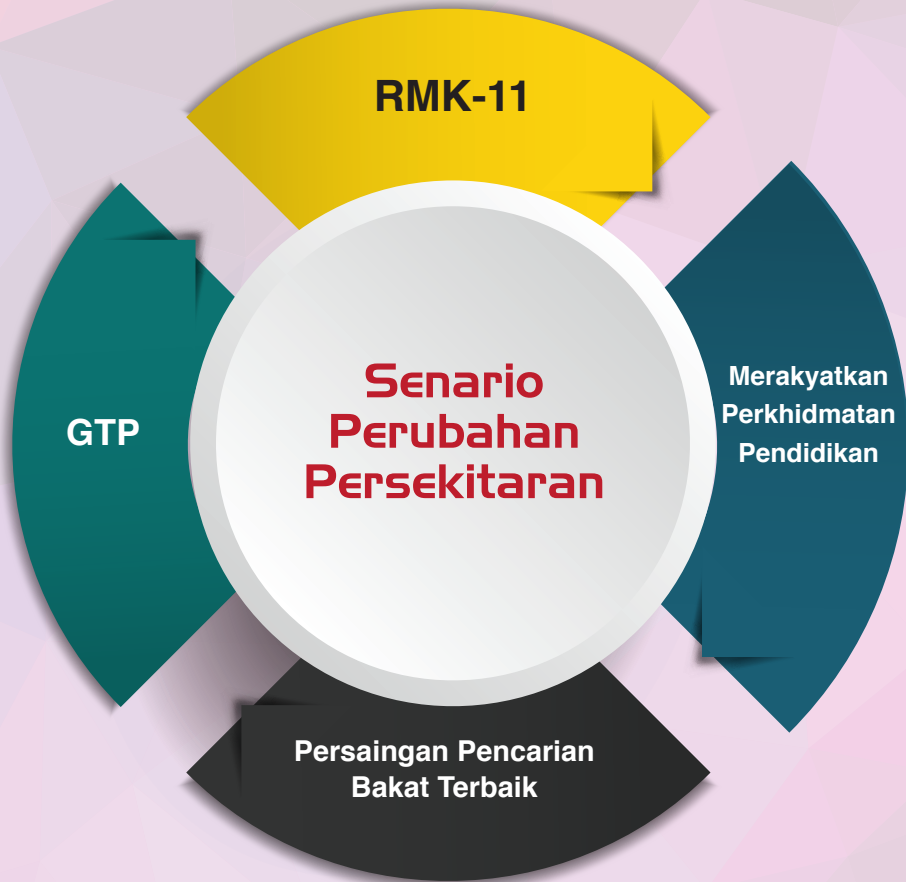 RMK-11
GTP
Senario
Perubahan
Persekitaran
Merakyatkan
Perkhidmatan
Pendidikan
Persaingan Pencarian
Bakat Terbaik